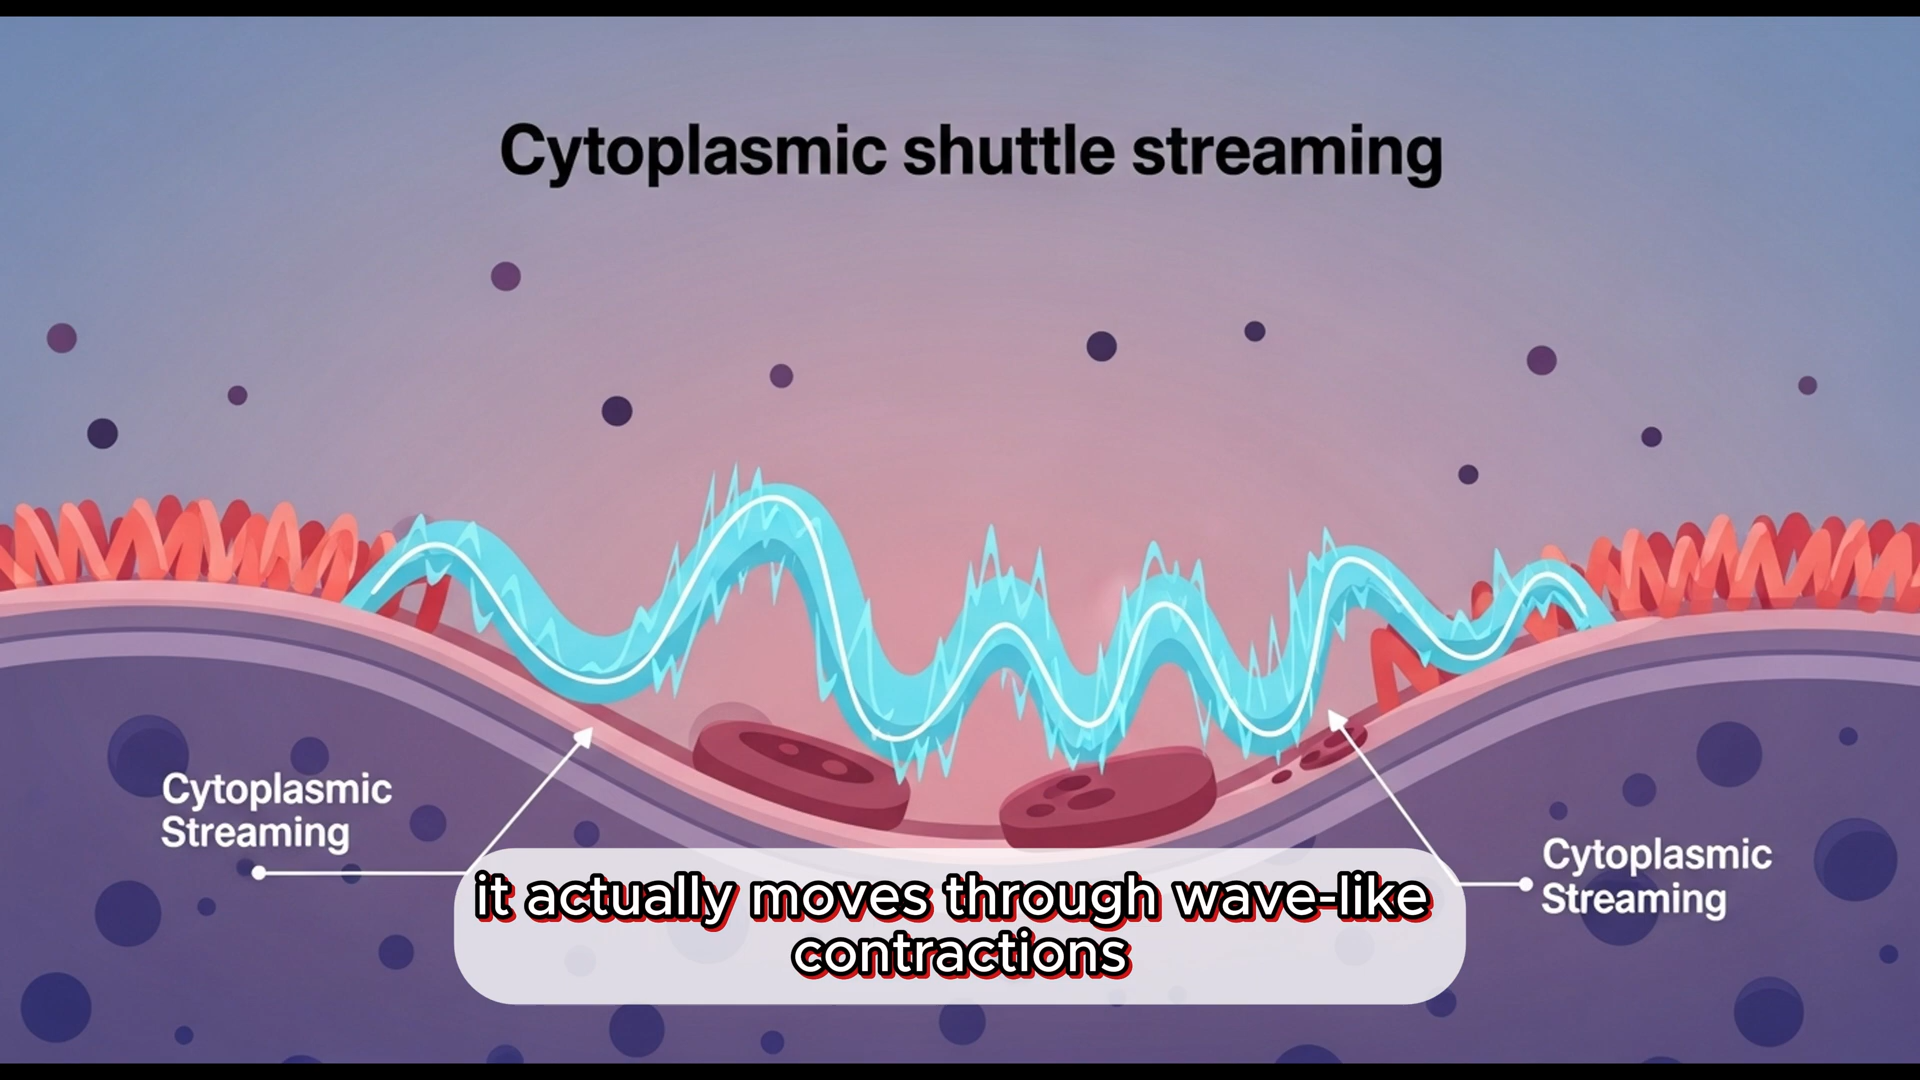 Cytoplasmic shuttle streaming
Cytoplasmic
Streaming
Cytoplasmic
Streaming
it actually moves through wave-like
contractions